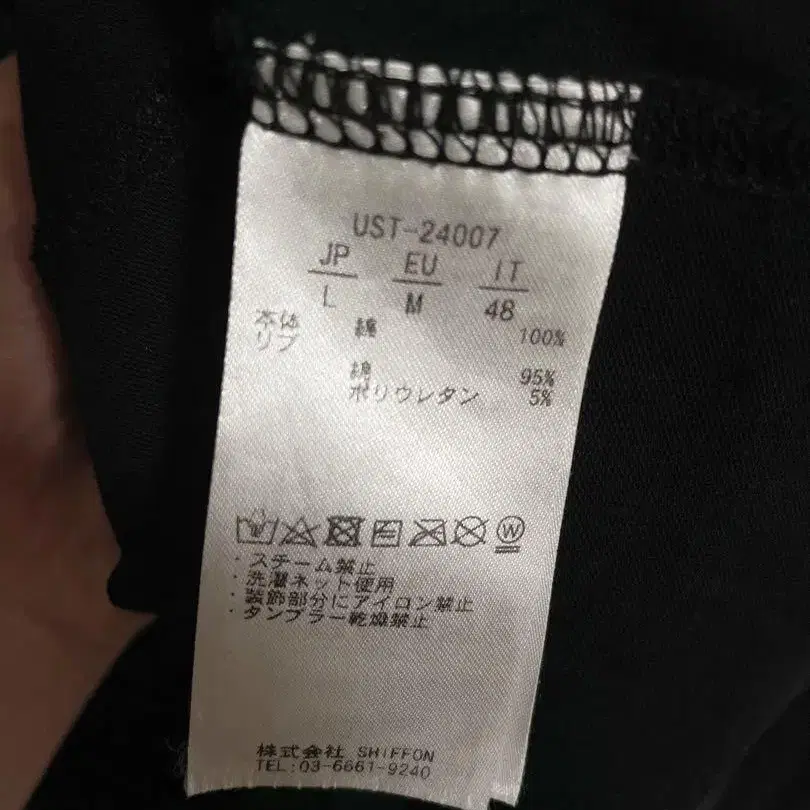 UST-24007
JP EU IT
L M 48
本体 綿 100%
リブ
綿 95%
ポリウレタン 5%
W
・スチーム禁止
・洗濯ネット使用
・装飾部分にアイロン禁止
・タンブラー乾燥禁止
株式会社 SHIFFON
TEL:03-6661-9240